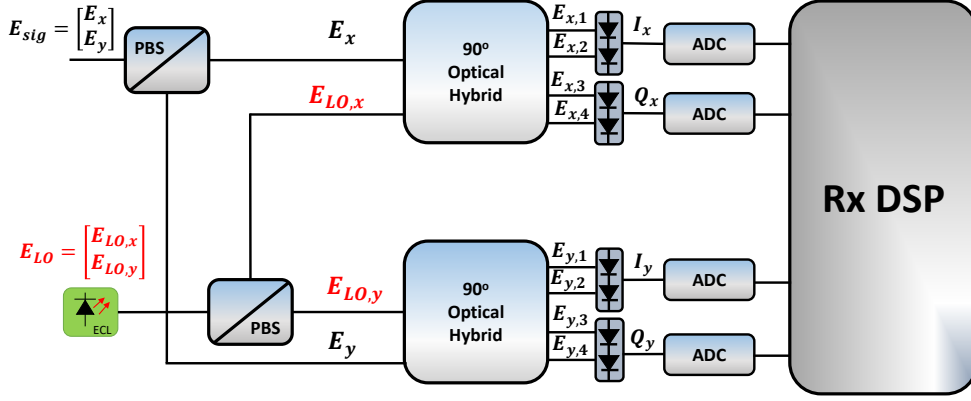 E_sig = [E_x E_y]
PBS
E_x
E_LO,x
90º
Optical
Hybrid
E_x,1
E_x,2
E_x,3
E_x,4
I_x
Q_x
ADC
ADC
Rx DSP
E_LO = [E_LO,x E_LO,y]
ECL
PBS
E_LO,y
E_y
90º
Optical
Hybrid
E_y,1
E_y,2
E_y,3
E_y,4
I_y
Q_y
ADC
ADC